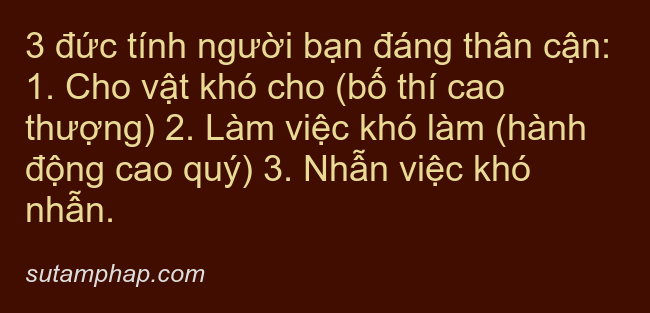 3 đức tính người bạn đáng thân cận:
1. Cho vật khó cho (bố thí cao
thượng) 2. Làm việc khó làm (hành
động cao quý) 3. Nhẫn việc khó
nhẫn.
sutamphap.com